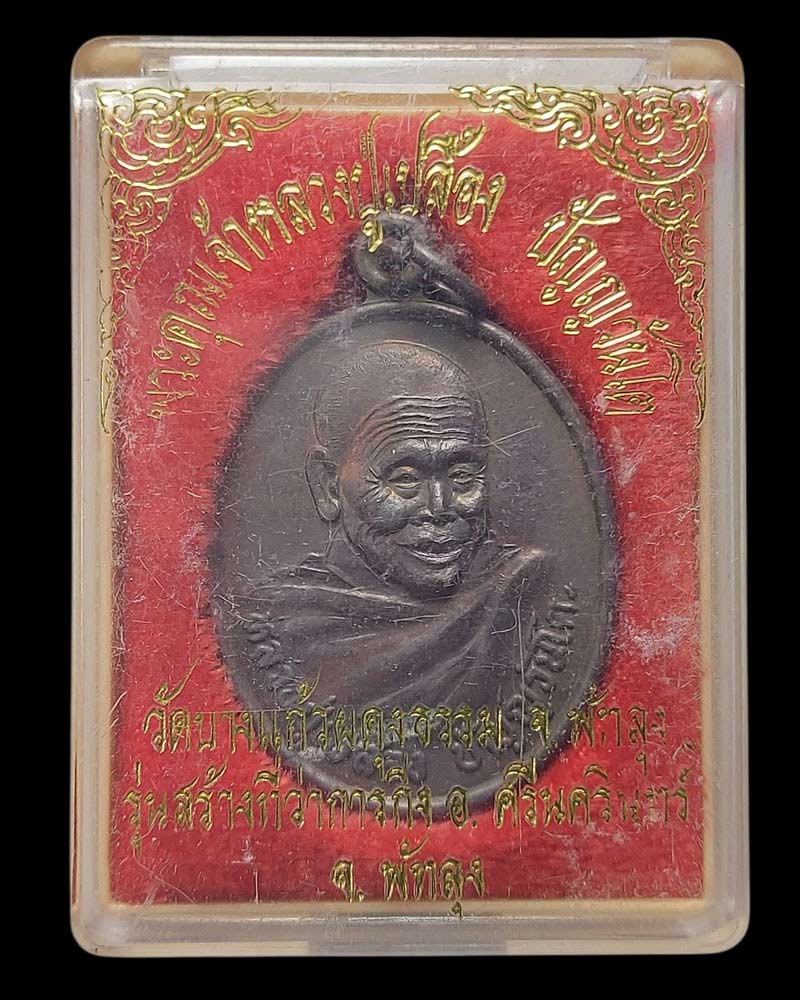 พระคุณเจ้าหลวงปู่เปลื้อง ปัญญวันโต
วัดบางแก้วผดุงธรรม จ. พัทลุง
รุ่นสร้างที่ว่าการกิ่ง อ. ศรีนครินทร์
จ. พัทลุง